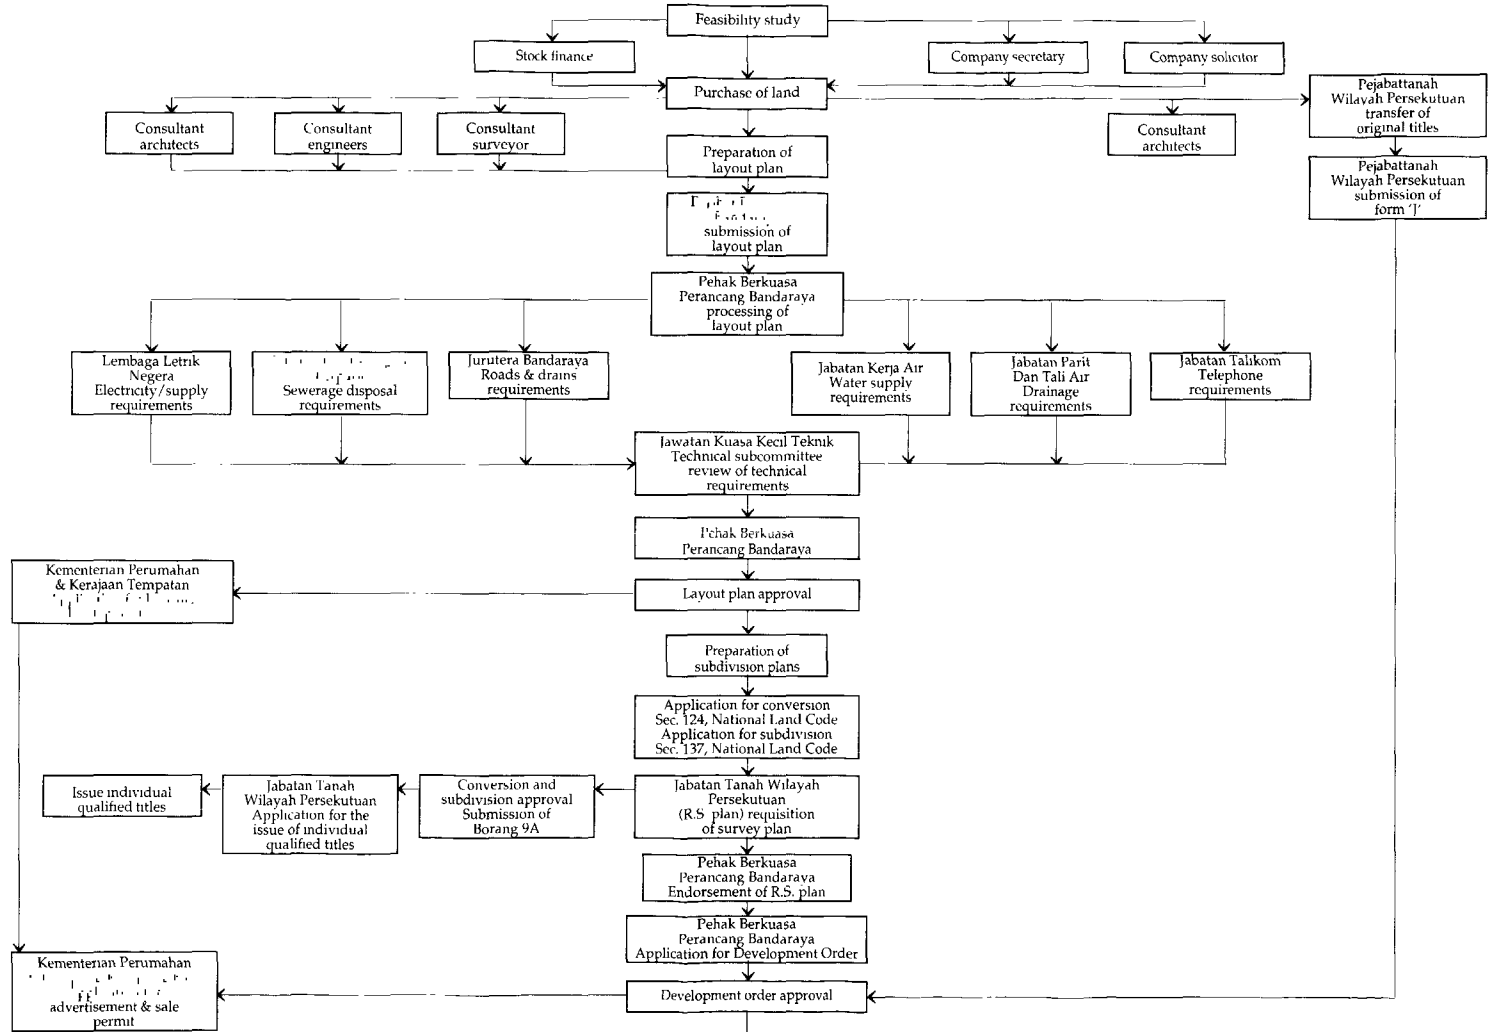 Feasibility study
Stock finance
Company secretary
Company solicitor
Purchase of land
Pejabattanah
Wilayah Persekutuan
transfer of
original titles
Consultant
architects
Consultant
engineers
Consultant
surveyor
Consultant
architects
Preparation of
layout plan
Pejabattanah
Wilayah Persekutuan
submission of
form 'J'
submission of
layout plan
Pehak Berkuasa
Perancang Bandaraya
processing of
layout plan
Lembaga Letrik
Negera
Electricity/supply
requirements
Sewerage disposal
requirements
Jurutera Bandaraya
Roads & drains
requirements
Jabatan Kerja Air
Water supply
requirements
Jabatan Parit
Dan Tali Air
Drainage
requirements
Jabatan Talikom
Telephone
requirements
Jawatan Kuasa Kecil Teknik
Technical subcommittee
review of technical
requirements
Pehak Berkuasa
Perancang Bandaraya
Kementerian Perumahan
& Kerajaan Tempatan
Layout plan approval
Preparation of
subdivision plans
Application for conversion
Sec. 124, National Land Code
Application for subdivision
Sec. 137, National Land Code
Issue individual
qualified titles
Jabatan Tanah
Wilayah Persekutuan
Application for the
issue of individual
qualified titles
Conversion and
subdivision approval
Submission of
Borang 9A
Jabatan Tanah Wilayah
Persekutuan
(R.S plan) requisition
of survey plan
Pehak Berkuasa
Perancang Bandaraya
Endorsement of R.S. plan
Pehak Berkuasa
Perancang Bandaraya
Application for Development Order
Kementerian Perumahan
advertisement & sale
permit
Development order approval